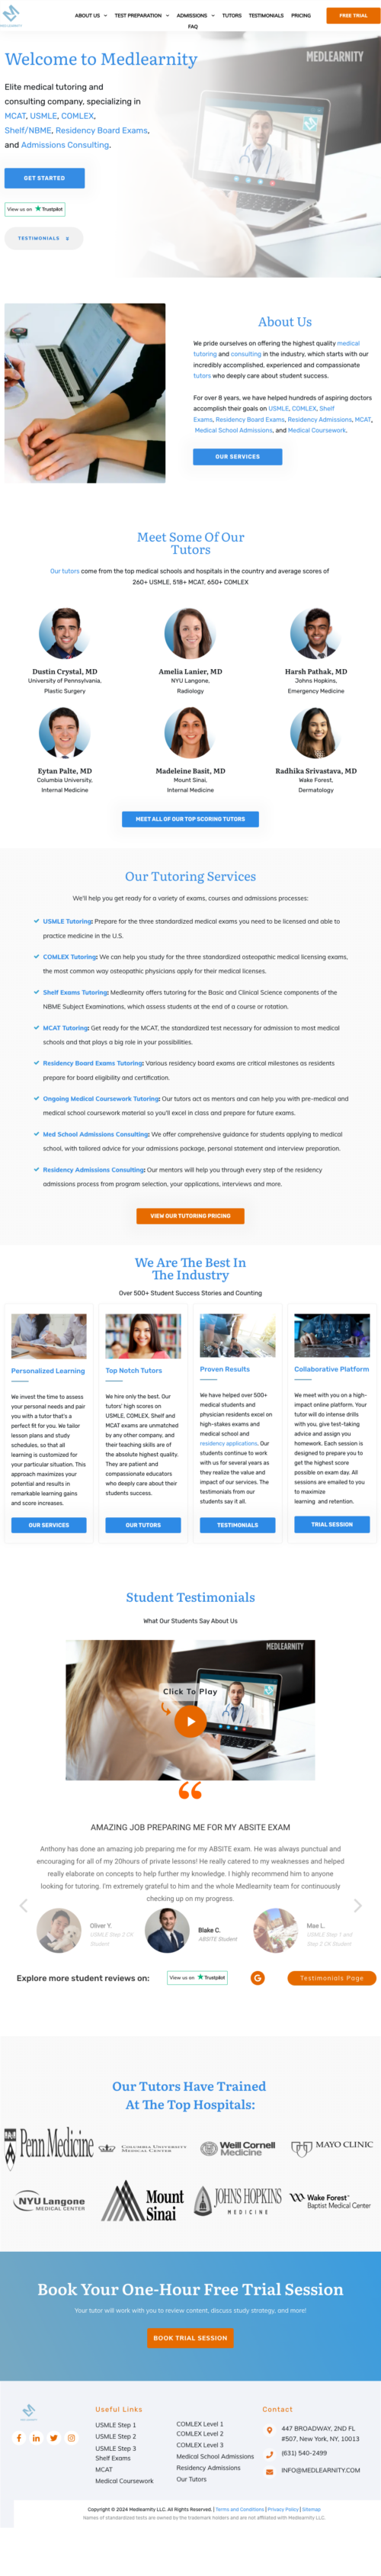 ABOUT US
TEST PREPARATION
ADMISSIONS
TUTORS
TESTIMONIALS
PRICING
FAQ
FREE TRIAL
MEDLEARNITY
Welcome to Medlearnity
Elite medical tutoring and
consulting company, specializing in
MCAT, USMLE, COMLEX,
Shelf/NBME, Residency Board Exams,
and Admissions Consulting.
GET STARTED
View us on Trustpilot
TESTIMONIALS
About Us
We pride ourselves on offering the highest quality medical
tutoring and consulting in the industry, which starts with our
incredibly accomplished, experienced and compassionate
tutors who deeply care about student success.
For over 8 years, we have helped hundreds of aspiring doctors
accomplish their goals on USMLE, COMLEX, Shelf
Exams, Residency Board Exams, Residency Admissions, MCAT,
Medical School Admissions, and Medical Coursework.
OUR SERVICES
Meet Some Of Our
Tutors
Our tutors come from the top medical schools and hospitals in the country and average scores of
260+ USMLE, 518+ MCAT, 650+ COMLEX
Dustin Crystal, MD
University of Pennsylvania,
Plastic Surgery
Amelia Lanier, MD
NYU Langone,
Radiology
Harsh Pathak, MD
Johns Hopkins,
Emergency Medicine
Eytan Palte, MD
Columbia University,
Internal Medicine
Madeleine Basit, MD
Mount Sinai,
Internal Medicine
Radhika Srivastava, MD
Wake Forest,
Dermatology
MEET ALL OF OUR TOP SCORING TUTORS
Our Tutoring Services
We'll help you get ready for a variety of exams, courses and admissions processes:
USMLE Tutoring: Prepare for the three standardized medical exams you need to be licensed and able to
practice medicine in the U.S.
COMLEX Tutoring: We can help you study for the three standardized osteopathic medical licensing exams,
the most common way osteopathic physicians apply for their medical licenses.
Shelf Exams Tutoring: Medlearnity offers tutoring for the Basic and Clinical Science components of the
NBME Subject Examinations, which assess students at the end of a course or rotation.
MCAT Tutoring: Get ready for the MCAT, the standardized test necessary for admission to most medical
schools and that plays a big role in your possibilities.
Residency Board Exams Tutoring: Various residency board exams are critical milestones as residents
prepare for board eligibility and certification.
Ongoing Medical Coursework Tutoring: Our tutors act as mentors and can help you with pre-medical and
medical school coursework material so you'll excel in class and prepare for future exams.
Med School Admissions Consulting: We offer comprehensive guidance for students applying to medical
school, with tailored advice for your admissions package, personal statement and interview preparation.
Residency Admissions Consulting: Our mentors will help you through every step of the residency
admissions process from program selection, your applications, interviews and more.
VIEW OUR TUTORING PRICING
We Are The Best In
The Industry
Over 500+ Student Success Stories and Counting
Personalized Learning
We invest the time to assess
your personal needs and pair
you with a tutor that's a
perfect fit for you. We tailor
lesson plans and study
schedules, so that all
learning is customized for
your particular situation. This
approach maximizes your
potential and results in
remarkable learning gains
and score increases.
OUR SERVICES
Top Notch Tutors
We hire only the best. Our
tutors' high scores on
USMLE, COMLEX, Shelf and
MCAT exams are unmatched
by any other company, and
their teaching skills are of
the absolute highest quality.
They are patient and
compassionate educators
who deeply care about their
students success.
OUR TUTORS
Proven Results
We have helped over 500+
medical students and
physician residents excel on
high-stakes exams and
medical school and
residency applications. Our
students continue to work
with us for several years as
they realize the value and
impact of our services. The
testimonials from our
students say it all.
TESTIMONIALS
Collaborative Platform
We meet with you on a high-
impact online platform. Your
tutor will do intense drills
with you, give test-taking
advice and assign you
homework. Each session is
designed to prepare you to
get the highest score
possible on exam day. All
sessions are emailed to you
to maximize
learning and retention.
TRIAL SESSION
Student Testimonials
What Our Students Say About Us
MEDLEARNITY
Click To Play
AMAZING JOB PREPARING ME FOR MY ABSITE EXAM
Anthony has done an amazing job preparing me for my ABSITE exam. He was always punctual and
encouraging for all of my 20hours of private lessons! He really catered to my weaknesses and helped
really elaborate on concepts to help further my knowledge. I highly recommend him to anyone
looking for tutoring. I'm extremely grateful to him and the whole Medlearnity team for continuously
checking up on my progress.
Oliver Y.
USMLE Step 2 CK
Student
Blake C.
ABSITE Student
Mae L.
USMLE Step 1 and
Step 2 CK Student
Explore more student reviews on:
View us on Trustpilot
G
Testimonials Page
Our Tutors Have Trained
At The Top Hospitals:
Penn Medicine
COLUMBIA UNIVERSITY
MEDICAL CENTER
Weill Cornell
Medicine
MAYO CLINIC
NYU Langone
MEDICAL CENTER
Mount
Sinai
JOHNS HOPKINS
MEDICINE
Wake Forest
Baptist Medical Center
Book Your One-Hour Free Trial Session
Your tutor will work with you to review content, discuss study strategy, and more!
BOOK TRIAL SESSION
Useful Links
USMLE Step 1
USMLE Step 2
USMLE Step 3
Shelf Exams
MCAT
Medical Coursework
COMLEX Level 1
COMLEX Level 2
COMLEX Level 3
Medical School Admissions
Residency Admissions
Our Tutors
Contact
447 BROADWAY, 2ND FL
#507, New York, NY, 10013
(631) 540-2499
INFO@MEDLEARNITY.COM
Copyright © 2024 Medlearnity LLC. All Rights Reserved. | Terms and Conditions | Privacy Policy | Sitemap
Names of standardized tests are owned by the trademark holders and are not affiliated with Medlearnity LLC.